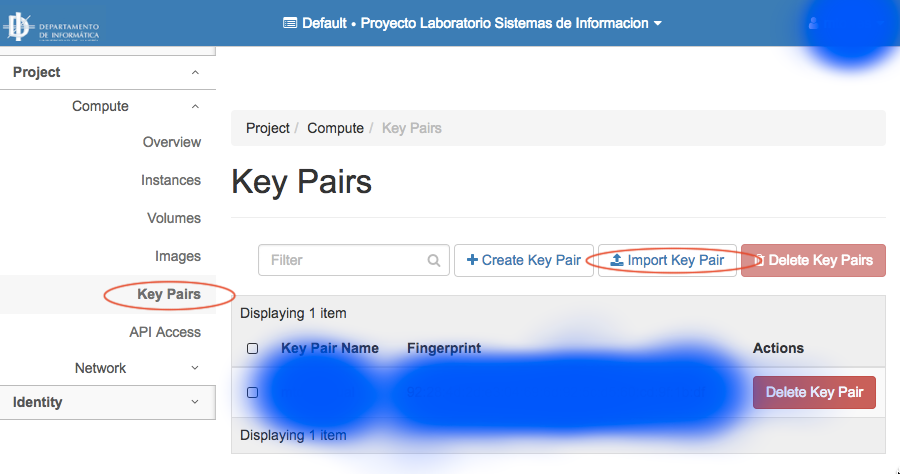 DEPARTAMENTO
DE INFORMÁTICA
Default • Proyecto Laboratorio Sistemas de Informacion
Project
Compute
Overview
Instances
Volumes
Images
Key Pairs
API Access
Network
Identity
Project / Compute / Key Pairs
Key Pairs
Filter
Create Key Pair
Import Key Pair
Delete Key Pairs
Displaying 1 item
Key Pair Name Fingerprint Actions
Delete Key Pair
Displaying 1 item